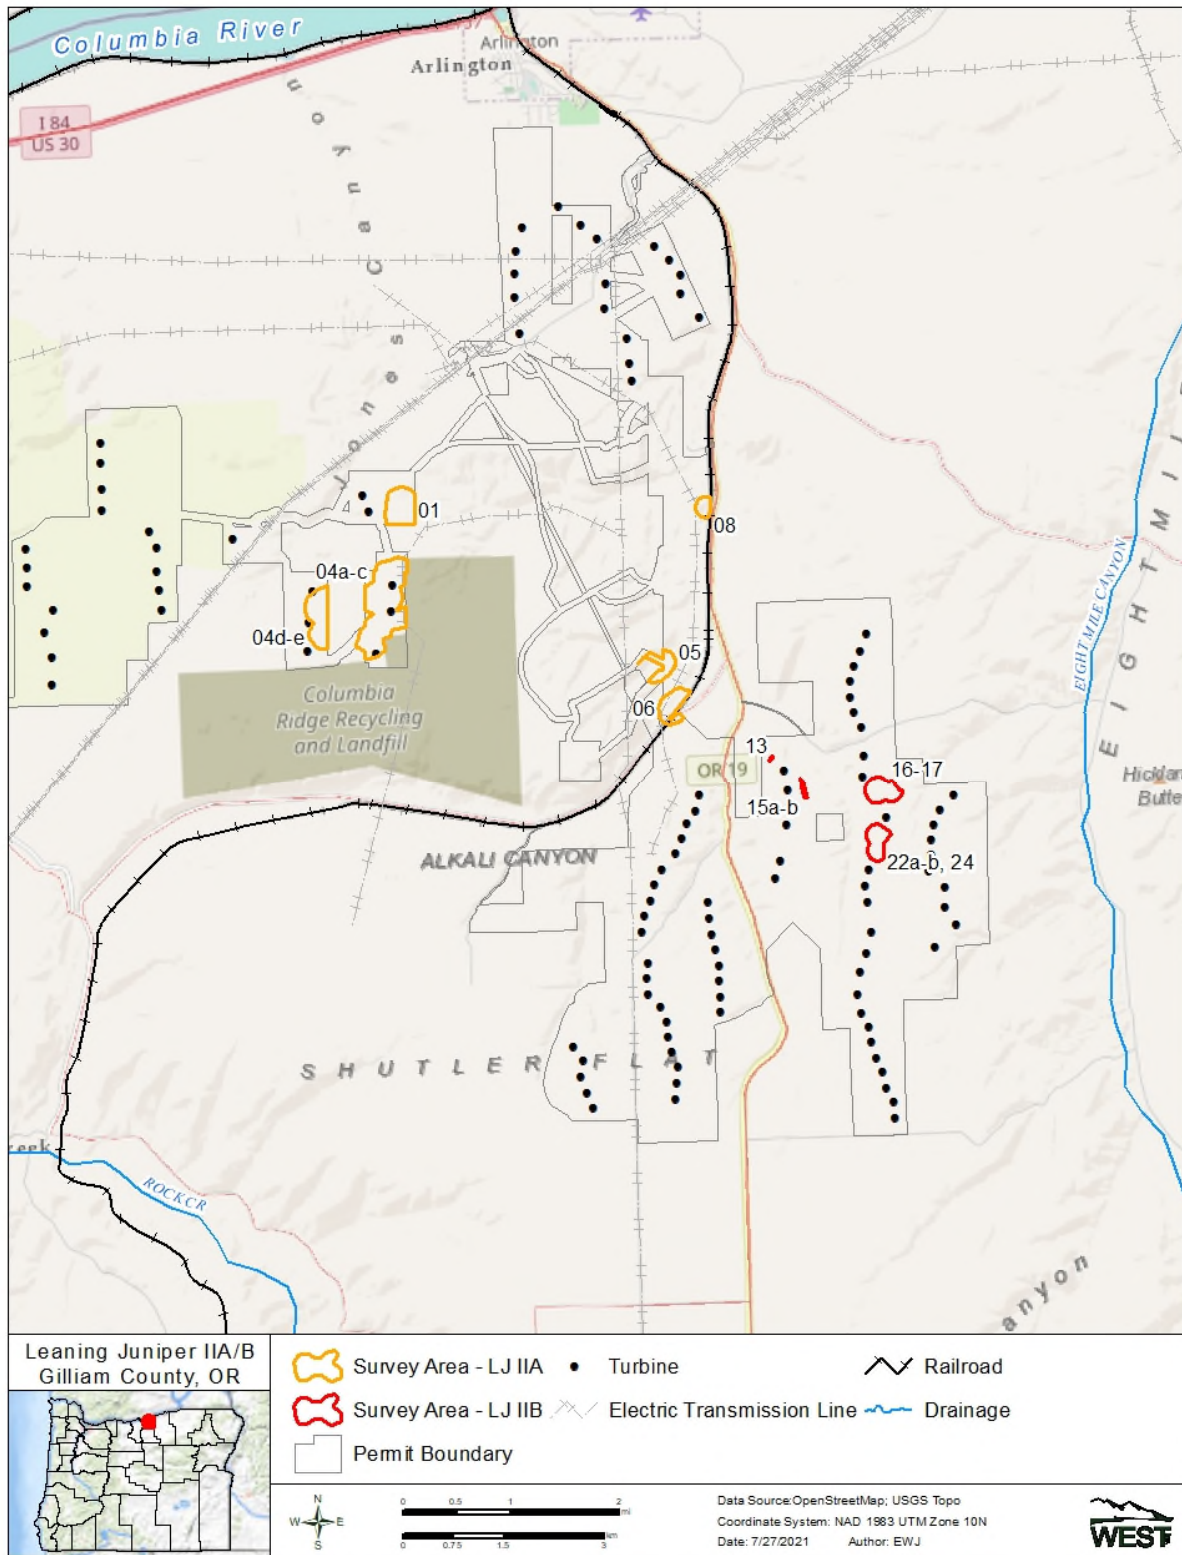 Columbia River
Arlington
Arlington
I 84
US 30
Jones Canyon
01
08
04a-c
04d-e
05
06
Columbia
Ridge Recycling
and Landfill
13
OR 19
15a-b
16-17
22a-b, 24
EIGHTMILE CANYON
EIGHT MI
Butte
ALKALI CANYON
SHUTLER FLAT
reek
ROCK CR
anyon
Leaning Juniper IIA/B
Gilliam County, OR
Survey Area - LJ IIA
Turbine
Railroad
Survey Area - LJ IIB
Electric Transmission Line
Drainage
Permit Boundary
N
W E
S
0 0.5 1 2
mi
0 0.75 1.5 3
km
Data Source:OpenStreetMap; USGS Topo
Coordinate System: NAD 1983 UTM Zone 10N
Date: 7/27/2021 Author: EWJ
WEST